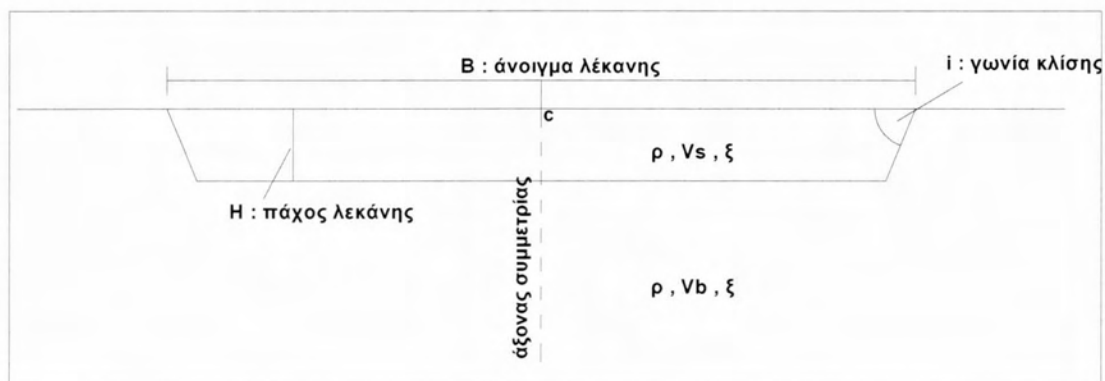 B : άνοιγμα λέκανης
i : γωνία κλίσης
c
ρ , Vs , ξ
H : πάχος λεκάνης
άξονας συμμετρίας
ρ , Vb , ξ